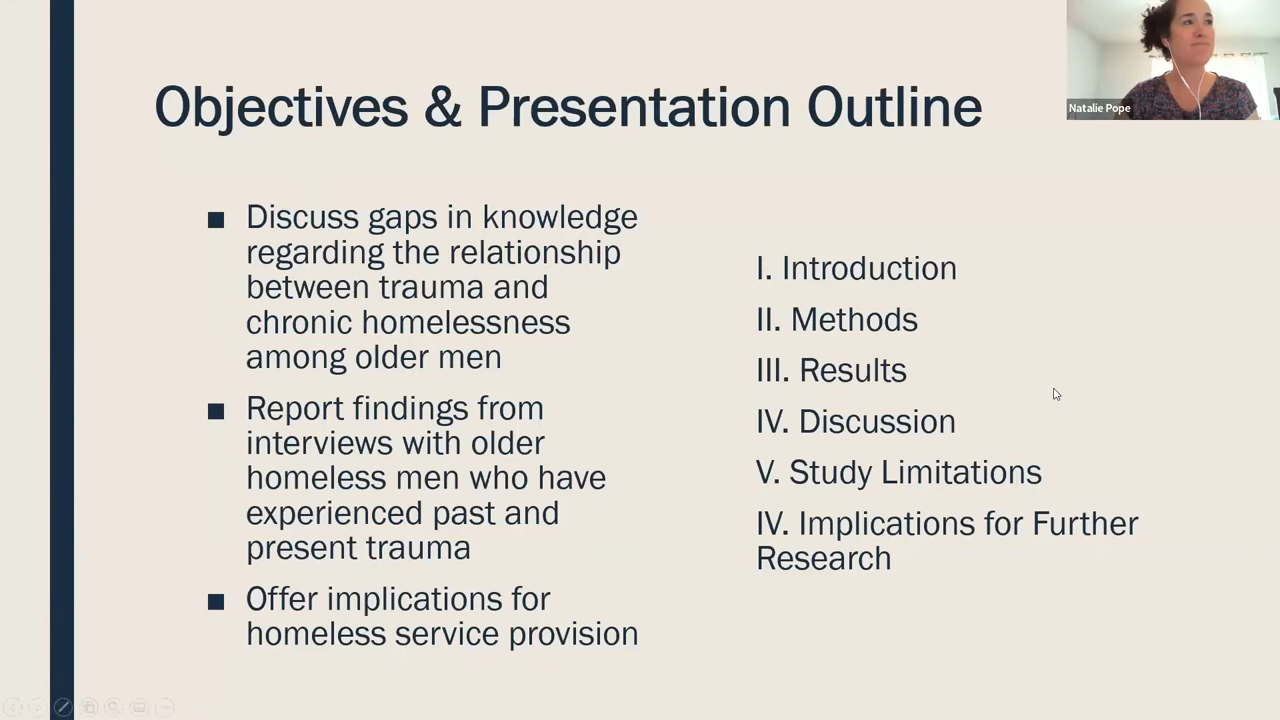 Objectives & Presentation Outline
Natalie Pope
■ Discuss gaps in knowledge
regarding the relationship
between trauma and
chronic homelessness
among older men
■ Report findings from
interviews with older
homeless men who have
experienced past and
present trauma
■ Offer implications for
homeless service provision
I. Introduction
II. Methods
III. Results
IV. Discussion
V. Study Limitations
IV. Implications for Further
Research